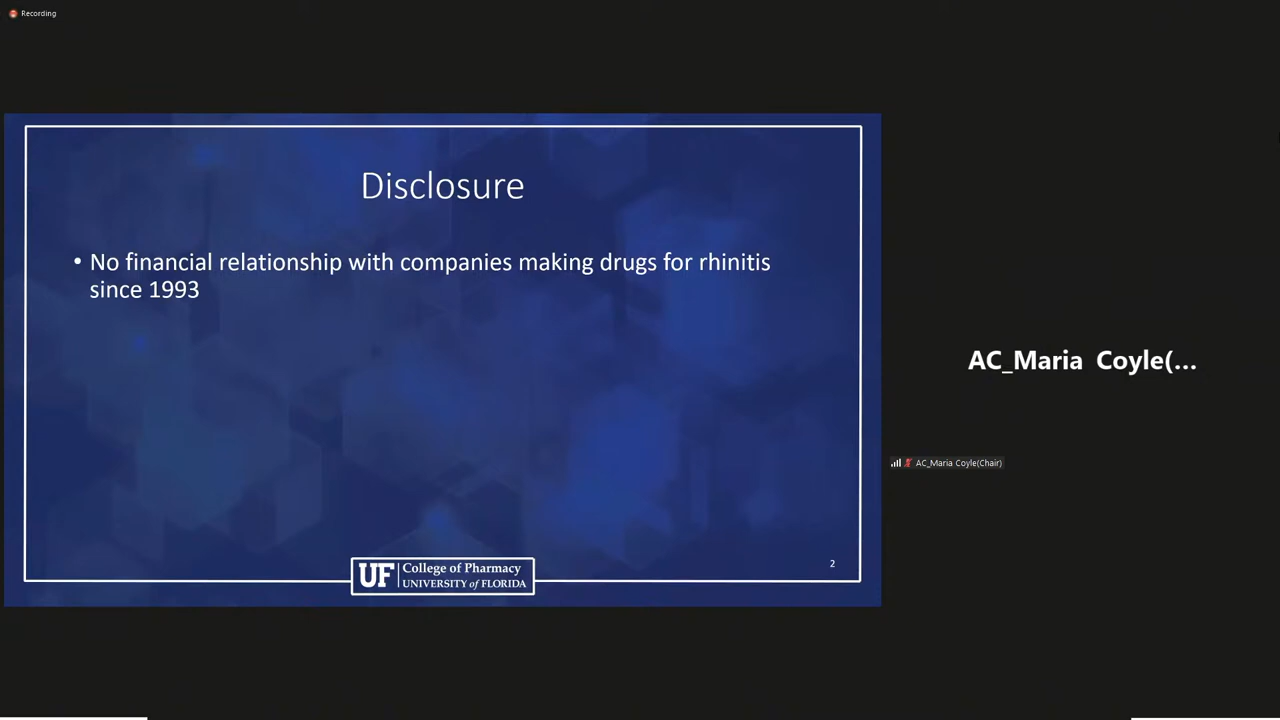 Recording
Disclosure
• No financial relationship with companies making drugs for rhinitis
since 1993
AC_Maria Coyle(...
AC_Maria Coyle(Chair)
2
UF College of Pharmacy
UNIVERSITY of FLORIDA